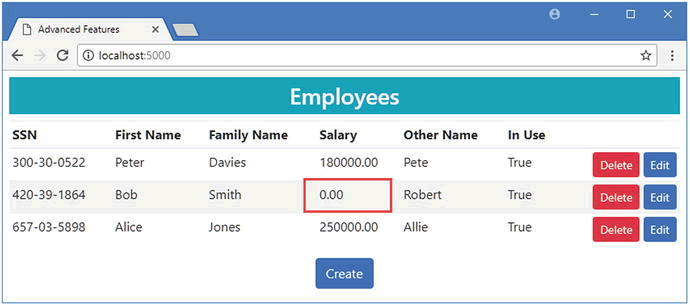 Advanced Features
localhost:5000
Employees
SSN First Name Family Name Salary Other Name In Use
300-30-0522 Peter Davies 180000.00 Pete True Delete Edit
420-39-1864 Bob Smith 0.00 Robert True Delete Edit
657-03-5898 Alice Jones 250000.00 Allie True Delete Edit
Create